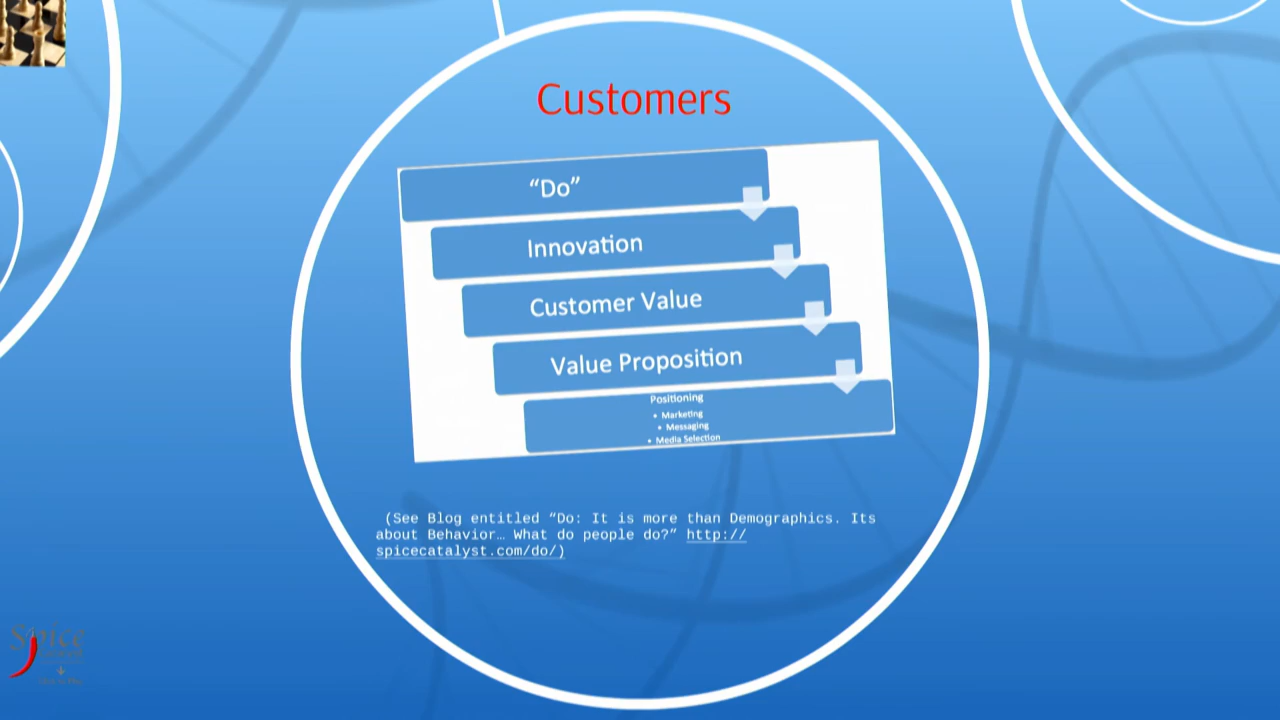 Customers
“Do”
Innovation
Customer Value
Value Proposition
Positioning
• Marketing
• Messaging
• Media Selection
(See Blog entitled “Do: It is more than Demographics. Its
about Behavior… What do people do?” http://
spicecatalyst.com/do/)
Spice